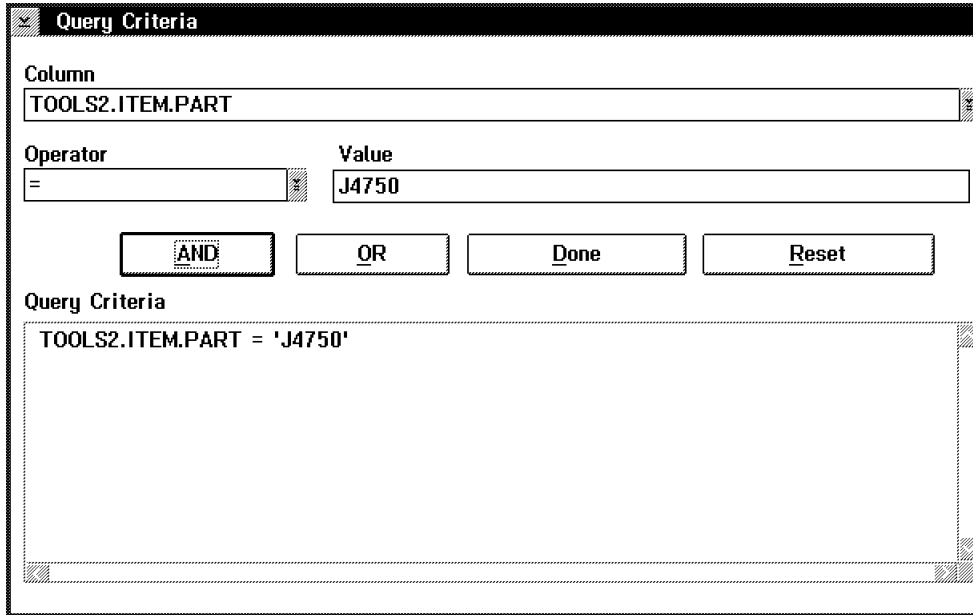 Query Criteria
Column
TOOLS2.ITEM.PART
Operator Value
= J4750
AND OR Done Reset
Query Criteria
TOOLS2.ITEM.PART = 'J4750'